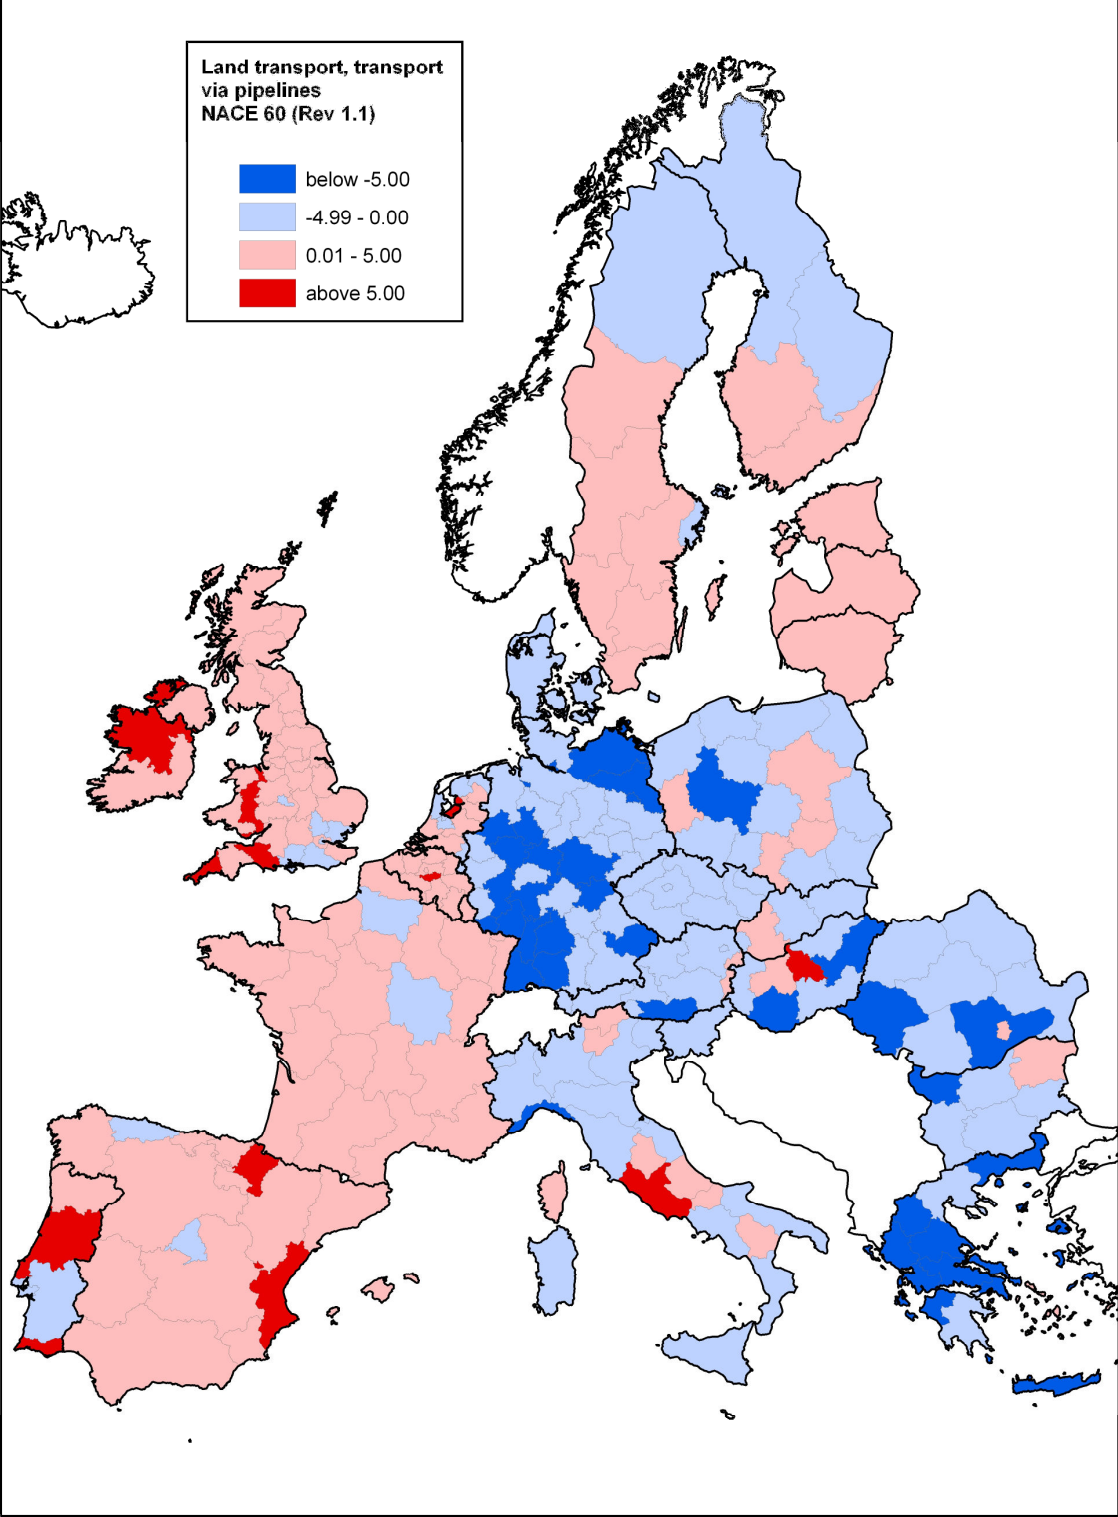 Land transport, transport
via pipelines
NACE 60 (Rev 1.1)
below -5.00
-4.99 - 0.00
0.01 - 5.00
above 5.00